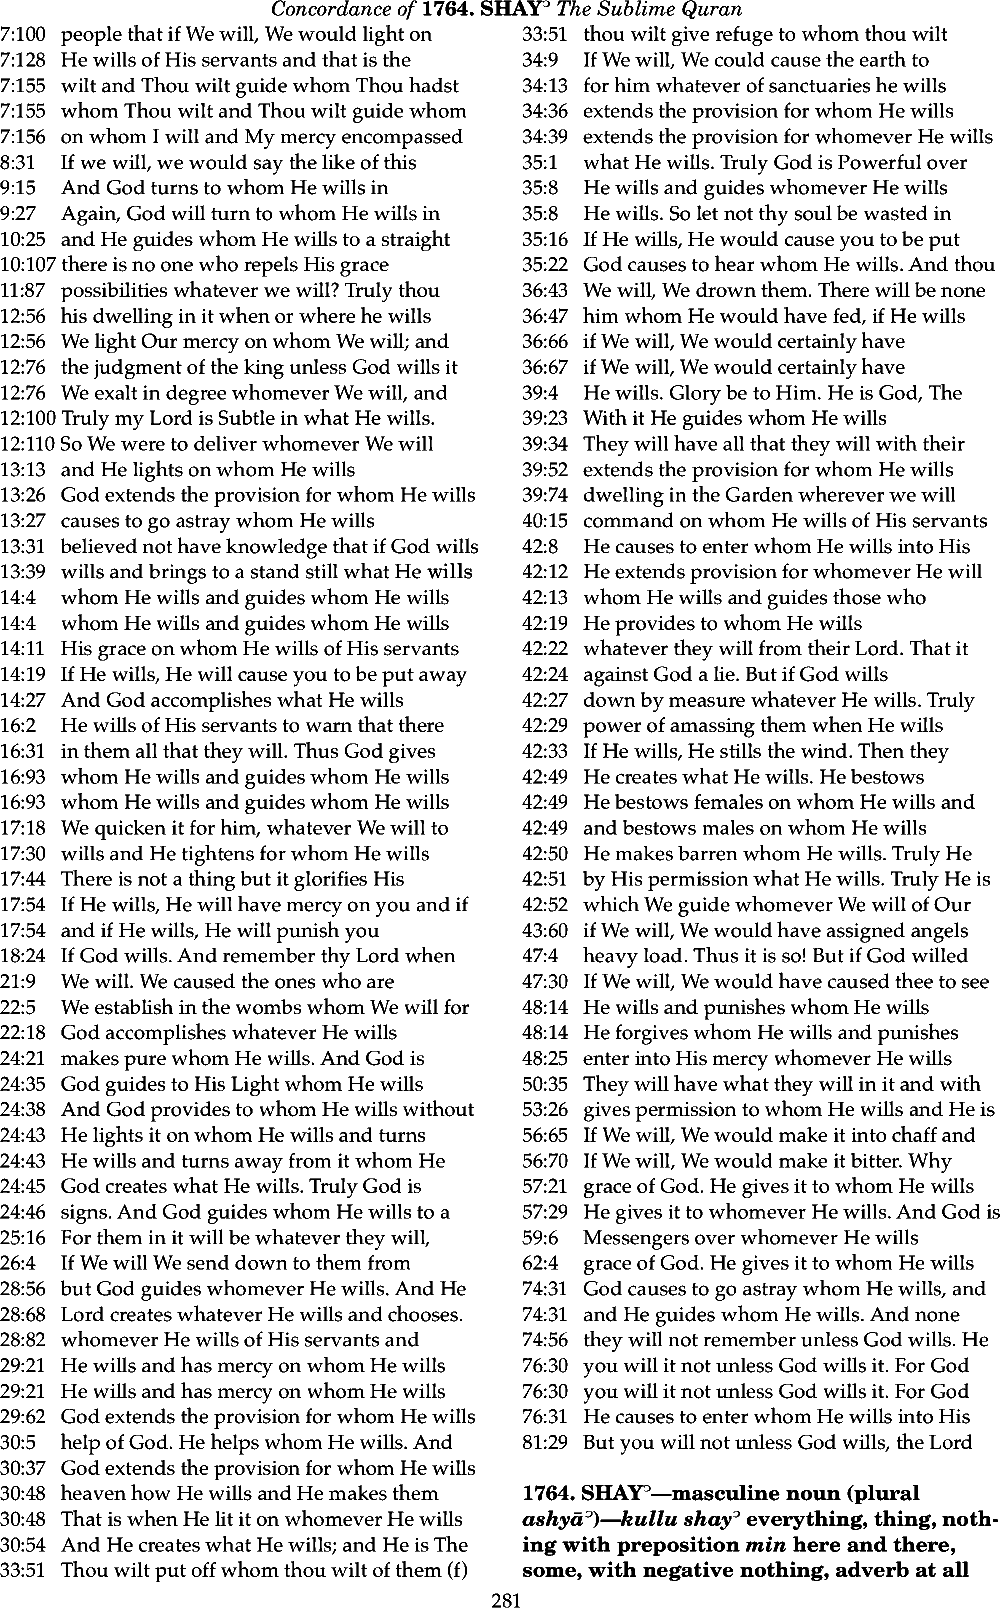 Concordance of 1764. SHAYᵓ The Sublime Quran
7:100 people that if We will, We would light on
7:128 He wills of His servants and that is the
7:155 wilt and Thou wilt guide whom Thou hadst
7:155 whom Thou wilt and Thou wilt guide whom
7:156 on whom I will and My mercy encompassed
8:31 If we will, we would say the like of this
9:15 And God turns to whom He wills in
9:27 Again, God will turn to whom He wills in
10:25 and He guides whom He wills to a straight
10:107 there is no one who repels His grace
11:87 possibilities whatever we will? Truly thou
12:56 his dwelling in it when or where he wills
12:56 We light Our mercy on whom We will; and
12:76 the judgment of the king unless God wills it
12:76 We exalt in degree whomever We will, and
12:100 Truly my Lord is Subtle in what He wills.
12:110 So We were to deliver whomever We will
13:13 and He lights on whom He wills
13:26 God extends the provision for whom He wills
13:27 causes to go astray whom He wills
13:31 believed not have knowledge that if God wills
13:39 wills and brings to a stand still what He wills
14:4 whom He wills and guides whom He wills
14:4 whom He wills and guides whom He wills
14:11 His grace on whom He wills of His servants
14:19 If He wills, He will cause you to be put away
14:27 And God accomplishes what He wills
16:2 He wills of His servants to warn that there
16:31 in them all that they will. Thus God gives
16:93 whom He wills and guides whom He wills
16:93 whom He wills and guides whom He wills
17:18 We quicken it for him, whatever We will to
17:30 wills and He tightens for whom He wills
17:44 There is not a thing but it glorifies His
17:54 If He wills, He will have mercy on you and if
17:54 and if He wills, He will punish you
18:24 If God wills. And remember thy Lord when
21:9 We will. We caused the ones who are
22:5 We establish in the wombs whom We will for
22:18 God accomplishes whatever He wills
24:21 makes pure whom He wills. And God is
24:35 God guides to His Light whom He wills
24:38 And God provides to whom He wills without
24:43 He lights it on whom He wills and turns
24:43 He wills and turns away from it whom He
24:45 God creates what He wills. Truly God is
24:46 signs. And God guides whom He wills to a
25:16 For them in it will be whatever they will,
26:4 If We will We send down to them from
28:56 but God guides whomever He wills. And He
28:68 Lord creates whatever He wills and chooses.
28:82 whomever He wills of His servants and
29:21 He wills and has mercy on whom He wills
29:21 He wills and has mercy on whom He wills
29:62 God extends the provision for whom He wills
30:5 help of God. He helps whom He wills. And
30:37 God extends the provision for whom He wills
30:48 heaven how He wills and He makes them
30:48 That is when He lit it on whomever He wills
30:54 And He creates what He wills; and He is The
33:51 Thou wilt put off whom thou wilt of them (f)
33:51 thou wilt give refuge to whom thou wilt
34:9 If We will, We could cause the earth to
34:13 for him whatever of sanctuaries he wills
34:36 extends the provision for whom He wills
34:39 extends the provision for whomever He wills
35:1 what He wills. Truly God is Powerful over
35:8 He wills and guides whomever He wills
35:8 He wills. So let not thy soul be wasted in
35:16 If He wills, He would cause you to be put
35:22 God causes to hear whom He wills. And thou
36:43 We will, We drown them. There will be none
36:47 him whom He would have fed, if He wills
36:66 if We will, We would certainly have
36:67 if We will, We would certainly have
39:4 He wills. Glory be to Him. He is God, The
39:23 With it He guides whom He wills
39:34 They will have all that they will with their
39:52 extends the provision for whom He wills
39:74 dwelling in the Garden wherever we will
40:15 command on whom He wills of His servants
42:8 He causes to enter whom He wills into His
42:12 He extends provision for whomever He will
42:13 whom He wills and guides those who
42:19 He provides to whom He wills
42:22 whatever they will from their Lord. That it
42:24 against God a lie. But if God wills
42:27 down by measure whatever He wills. Truly
42:29 power of amassing them when He wills
42:33 If He wills, He stills the wind. Then they
42:49 He creates what He wills. He bestows
42:49 He bestows females on whom He wills and
42:49 and bestows males on whom He wills
42:50 He makes barren whom He wills. Truly He
42:51 by His permission what He wills. Truly He is
42:52 which We guide whomever We will of Our
43:60 if We will, We would have assigned angels
47:4 heavy load. Thus it is so! But if God willed
47:30 If We will, We would have caused thee to see
48:14 He wills and punishes whom He wills
48:14 He forgives whom He wills and punishes
48:25 enter into His mercy whomever He wills
50:35 They will have what they will in it and with
53:26 gives permission to whom He wills and He is
56:65 If We will, We would make it into chaff and
56:70 If We will, We would make it bitter. Why
57:21 grace of God. He gives it to whom He wills
57:29 He gives it to whomever He wills. And God is
59:6 Messengers over whomever He wills
62:4 grace of God. He gives it to whom He wills
74:31 God causes to go astray whom He wills, and
74:31 and He guides whom He wills. And none
74:56 they will not remember unless God wills. He
76:30 you will it not unless God wills it. For God
76:30 you will it not unless God wills it. For God
76:31 He causes to enter whom He wills into His
81:29 But you will not unless God wills, the Lord
1764. SHAYᵓ—masculine noun (plural
ashyāᵓ)—kullu shayᵓ everything, thing, noth-
ing with preposition min here and there,
some, with negative nothing, adverb at all
281